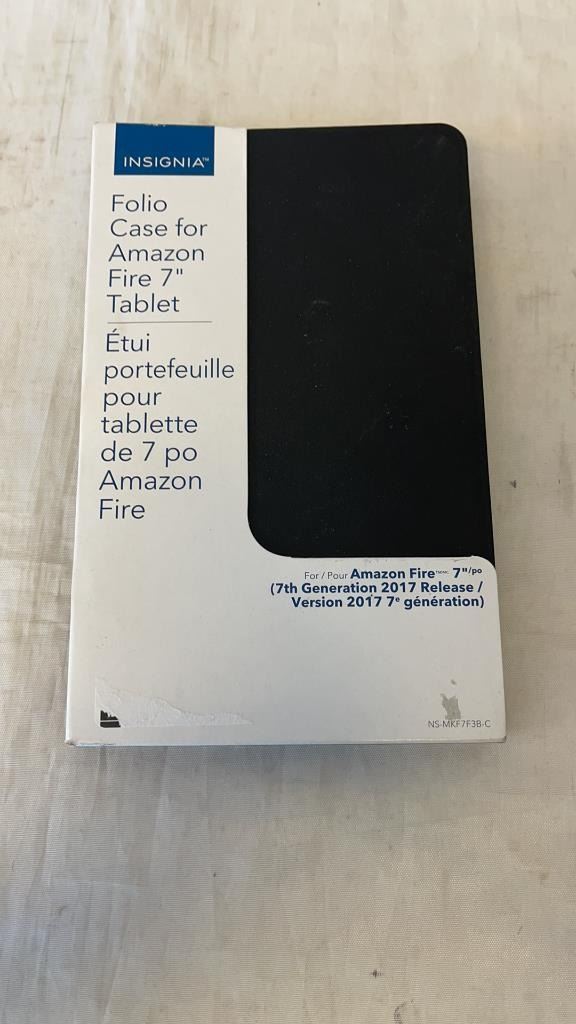 INSIGNIA™
Folio
Case for
Amazon
Fire 7"
Tablet
Étui
portefeuille
pour
tablette
de 7 po
Amazon
Fire
For / Pour Amazon Fire 7"/po
(7th Generation 2017 Release /
Version 2017 7e génération)
NS-MKF7F3B-C